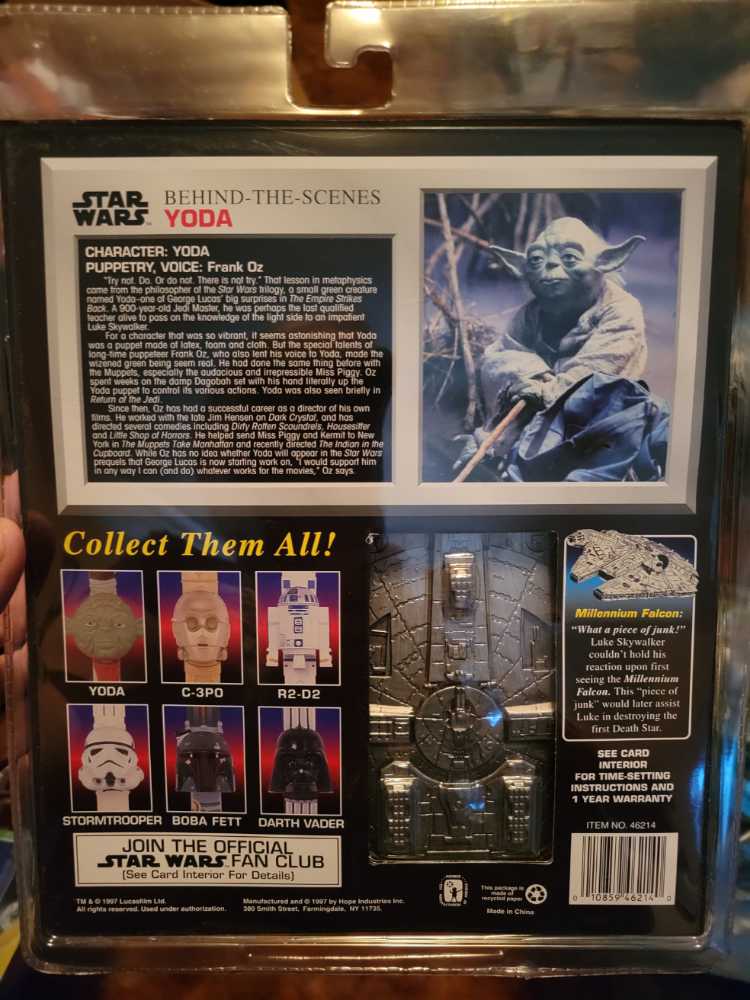 STAR
WARS
BEHIND-THE-SCENES
YODA
CHARACTER: YODA
PUPPETRY, VOICE: Frank Oz
"Try not. Do. Or do not. There is not try." That lesson in metaphysics
came from the philosopher of the Star Wars trilogy, a small green creature
named Yoda-one of George Lucas' big surprises in The Empire Strikes
Back. A 900-year-old Jedi Master, he was perhaps the last qualified
teacher alive to pass on the knowledge of the light side to an impatient
Luke Skywalker.
For a character that was so vibrant, it seems astonishing that Yoda
was a puppet made of latex, foam and cloth. But the special talents of
long-time puppeteer Frank Oz, who also lent his voice to Yoda, made the
wizened green being seem real. He had done the same thing before with
the Muppets, especially the audacious and irrepressible Miss Piggy. Oz
spent weeks on the damp Dagobah set with his hand literally up the
Yoda puppet to control its various actions. Yoda was also seen briefly in
Return of the Jedi.
Since then, Oz has had a successful career as a director of his own
films. He worked with the late Jim Hensen on Dark Crystal, and has
directed several comedies including Dirty Rotten Scoundrels, Housesitter
and Little Shop of Horrors. He helped send Miss Piggy and Kermit to New
York in The Muppets Take Manhattan and recently directed The Indian in the
Cupboard. While Oz has no idea whether Yoda will appear in the Star Wars
prequels that George Lucas is now starting work on, "I would support him
in any way I can (and do) whatever works for the movies," Oz says.
Collect Them All!
YODA
C-3PO
R2-D2
STORMTROOPER
BOBA FETT
DARTH VADER
JOIN THE OFFICIAL
STAR WARS FAN CLUB
(See Card Interior For Details)
Millennium Falcon:
"What a piece of junk!"
Luke Skywalker
couldn't hold his
reaction upon first
seeing the Millennium
Falcon. This "piece of
junk" would later assist
Luke in destroying the
first Death Star.
SEE CARD
INTERIOR
FOR TIME-SETTING
INSTRUCTIONS AND
1 YEAR WARRANTY
ITEM NO. 46214
0 10859 46214 0
TM & © 1997 Lucasfilm Ltd.
All rights reserved. Used under authorization.
Manufactured and © 1997 by Hope Industries Inc.
380 Smith Street, Farmingdale, NY 11735.
This package is
made of
recycled paper
Made in China